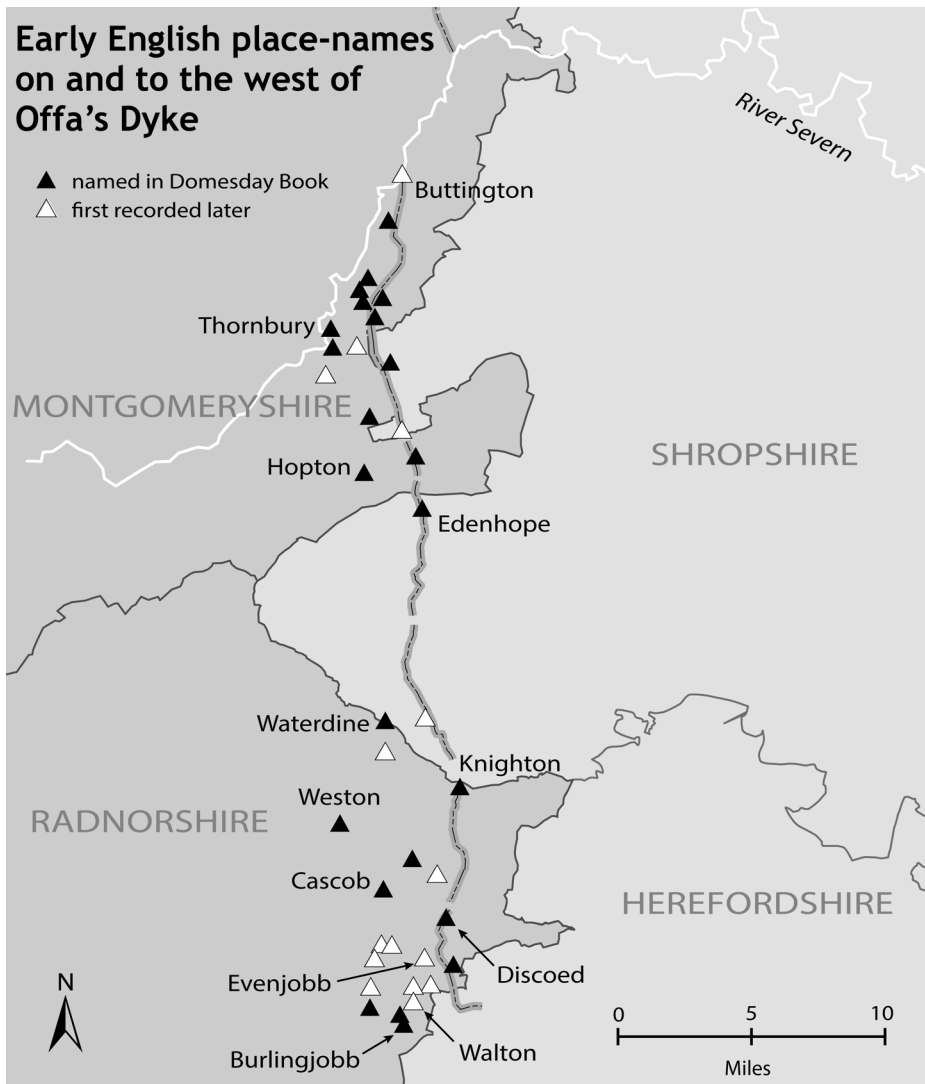 Early English place-names
on and to the west of
Offa's Dyke
named in Domesday Book
first recorded later
River Severn
Buttington
Thornbury
MONTGOMERYSHIRE
SHROPSHIRE
Hopton
Edenhope
Waterdine
Knighton
Weston
RADNORSHIRE
Cascob
HEREFORDSHIRE
Discoed
Evenjobb
N
Walton
Burlingjobb
0 5 10
Miles